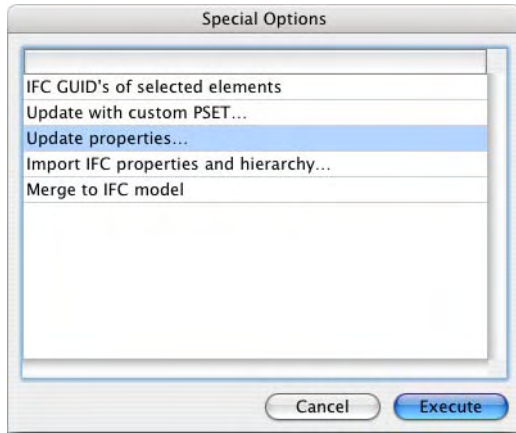 Special Options
IFC GUID's of selected elements
Update with custom PSET...
Update properties...
Import IFC properties and hierarchy...
Merge to IFC model
Cancel Execute